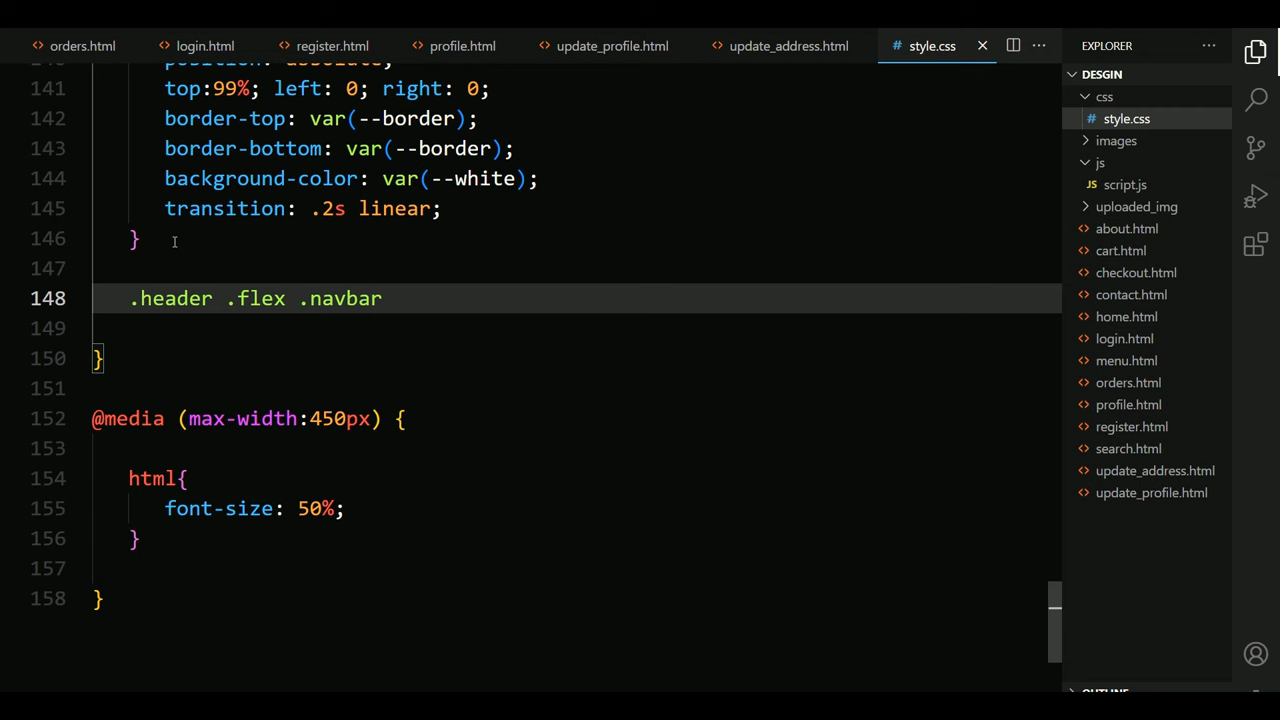 orders.html login.html register.html profile.html update_profile.html update_address.html # style.css
EXPLORER
DESGIN
css
# style.css
images
js
script.js
uploaded_img
about.html
cart.html
checkout.html
contact.html
home.html
login.html
menu.html
orders.html
profile.html
register.html
search.html
update_address.html
update_profile.html
OUTLINE
140 position: absolute;
141 top:99%; left: 0; right: 0;
142 border-top: var(--border);
143 border-bottom: var(--border);
144 background-color: var(--white);
145 transition: .2s linear;
146 }
147
148 .header .flex .navbar
149
150 }
151
152 @media (max-width:450px) {
153
154 html{
155 font-size: 50%;
156 }
157
158 }